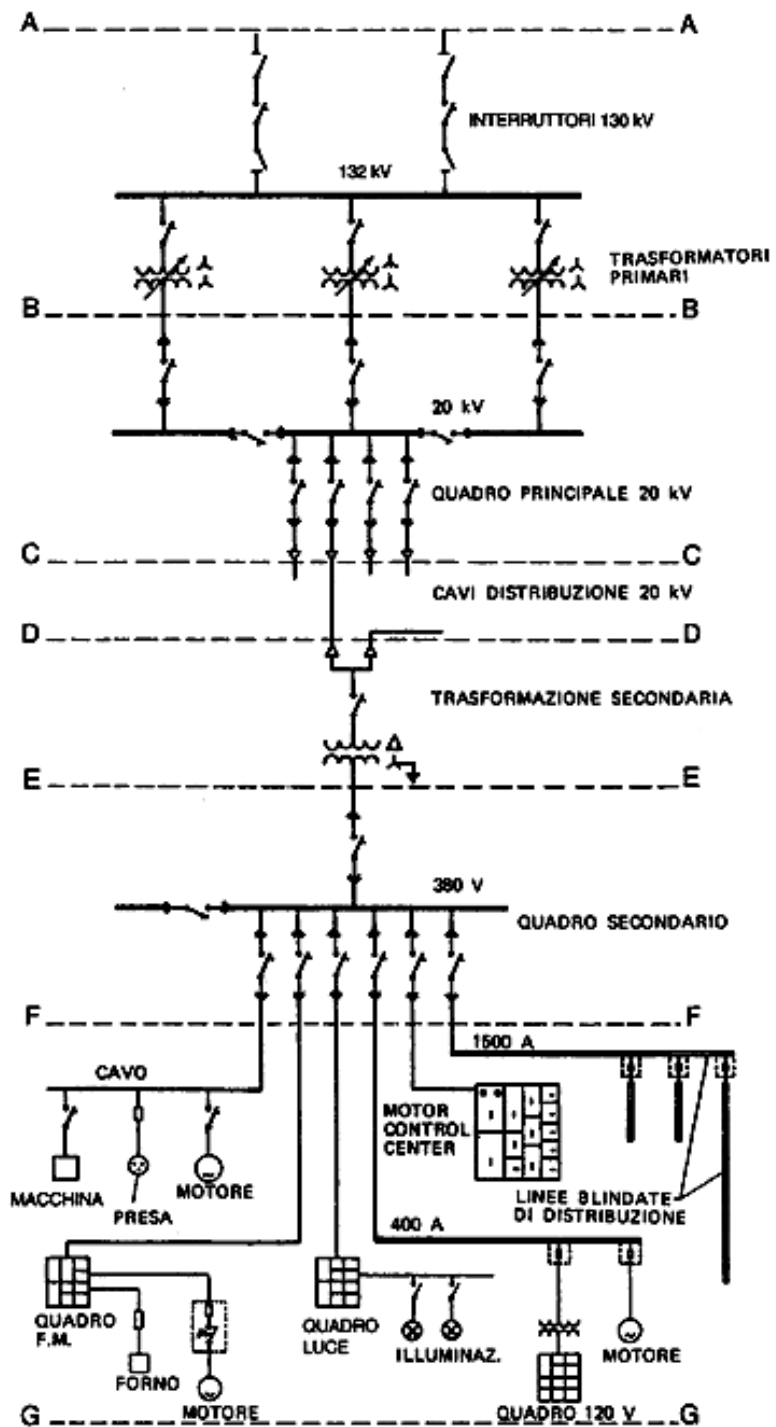 A A
INTERRUTTORI 130 kV
132 kV
TRASFORMATORI
PRIMARI
B B
20 kV
QUADRO PRINCIPALE 20 kV
C C
CAVI DISTRIBUZIONE 20 kV
D D
TRASFORMAZIONE SECONDARIA
E E
380 V
QUADRO SECONDARIO
F F
1500 A
CAVO
MOTOR
CONTROL
CENTER
MACCHINA
PRESA
MOTORE
LINEE BLINDATE
DI DISTRIBUZIONE
400 A
QUADRO
F.M.
FORNO
MOTORE
QUADRO
LUCE
ILLUMINAZ.
MOTORE
QUADRO 120 V
G G